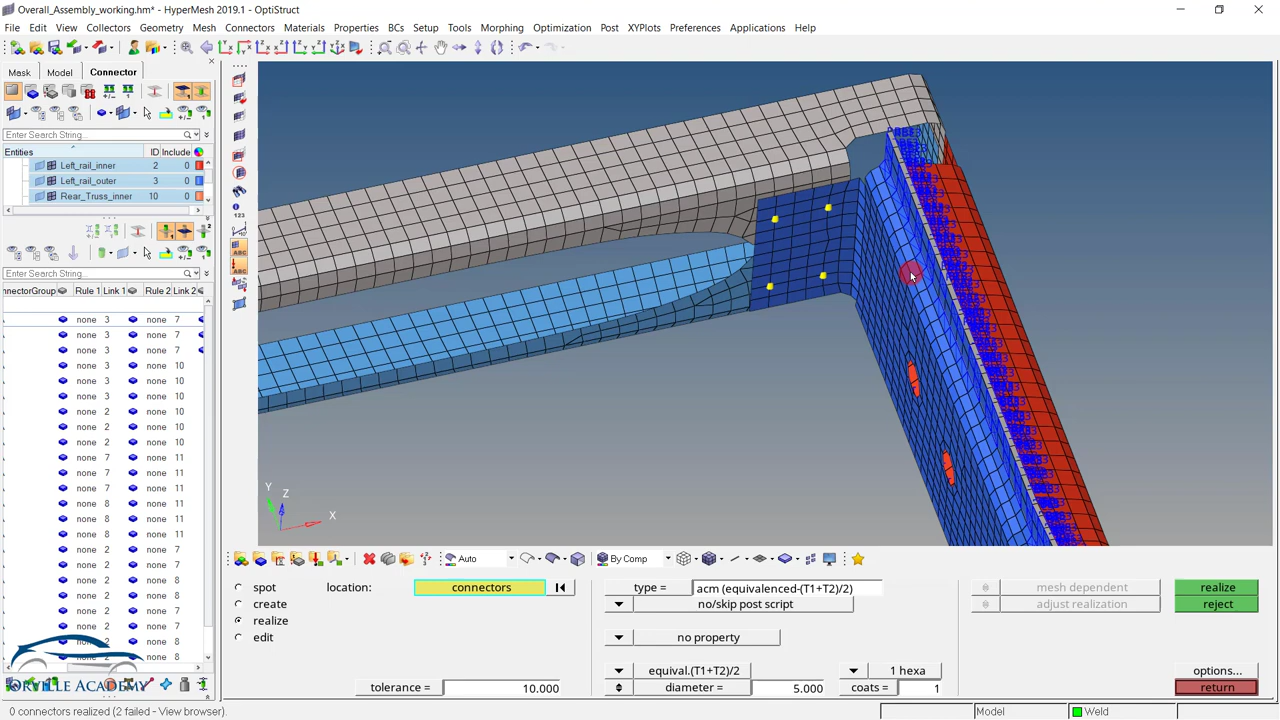 Overall_Assembly_working.hm* - HyperMesh 2019.1 - OptiStruct
File Edit View Collectors Connectors Geometry Mesh Materials Properties BCs Setup Tools Morphing Optimization Post XYPlots Preferences Applications Help
Mask Model Connector
Enter Search String...
Entities ID Include
Left_rail_inner 2 0
Left_rail_outer 3 0
Rear_Truss_inner 10 0
Enter Search String...
nnectorGroup Rule 1 Link 1 Rule 2 Link 2
none 3 none 7
none 3 none 7
none 3 none 7
none 3 none 10
none 3 none 10
none 3 none 10
none 2 none 10
none 2 none 10
none 2 none 10
none 7 none 11
none 7 none 11
none 7 none 11
none 8 none 11
none 8 none 11
none 8 none 11
none 2 none 7
none 2 none 7
none 2 none 8
none 2 none 8
none 2 none 7
none 2 none 7
none 2 none 8
none 2 none 8
ORVILLE ACADEMY
Y
Z
X
Auto By Comp
spot location: connectors type = acm (equivalenced-(T1+T2)/2) mesh dependent realize
create no/skip post script adjust realization reject
realize
edit no property
equival.(T1+T2)/2 1 hexa options...
tolerance = 10.000 diameter = 5.000 coats = 1 return
0 connectors realized (2 failed - View browser).
Model Weld